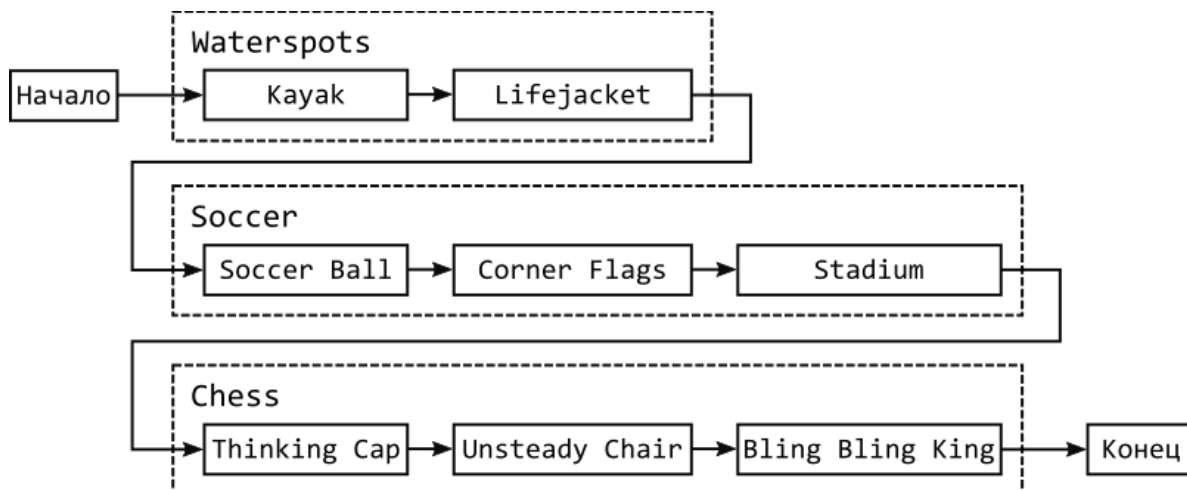 Waterspots
Начало
Kayak
Lifejacket
Soccer
Soccer Ball
Corner Flags
Stadium
Chess
Thinking Cap
Unsteady Chair
Bling Bling King
Конец